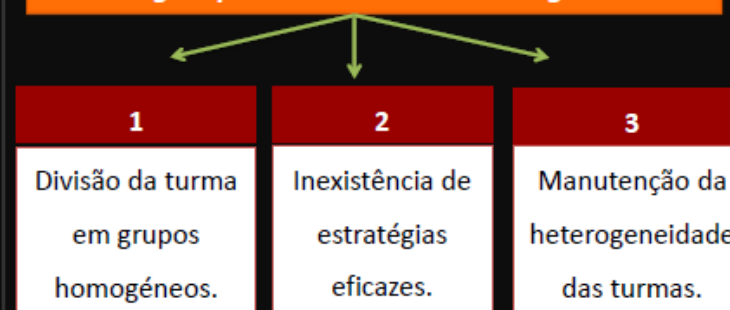 1
Divisão da turma
em grupos
homogéneos.
2
Inexistência de
estratégias
eficazes.
3
Manutenção da
heterogeneidade
das turmas.